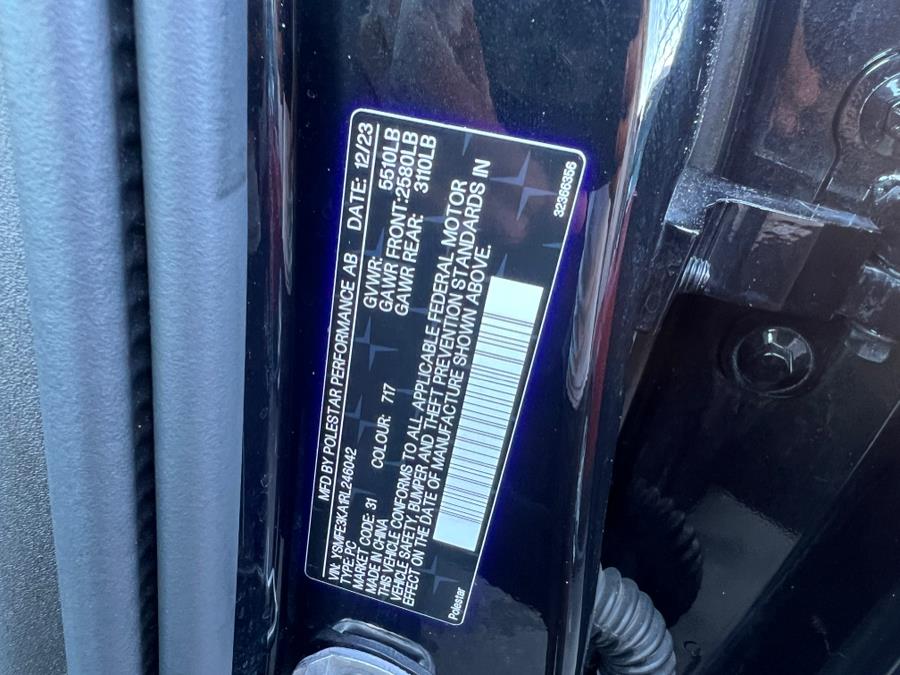 MFD BY POLESTAR PERFORMANCE AB DATE: 12/23
GVWR: 5510LB
GAWR FRONT: 2580LB
GAWR REAR: 3110LB
VIN: YSMFE3KA1RL246042
TYPE: PC
MARKET CODE: 31 COLOUR: 717
MADE IN CHINA
THIS VEHICLE CONFORMS TO ALL APPLICABLE FEDERAL MOTOR
VEHICLE SAFETY, BUMPER AND THEFT PREVENTION STANDARDS IN
EFFECT ON THE DATE OF MANUFACTURE SHOWN ABOVE.
Polestar
32366356